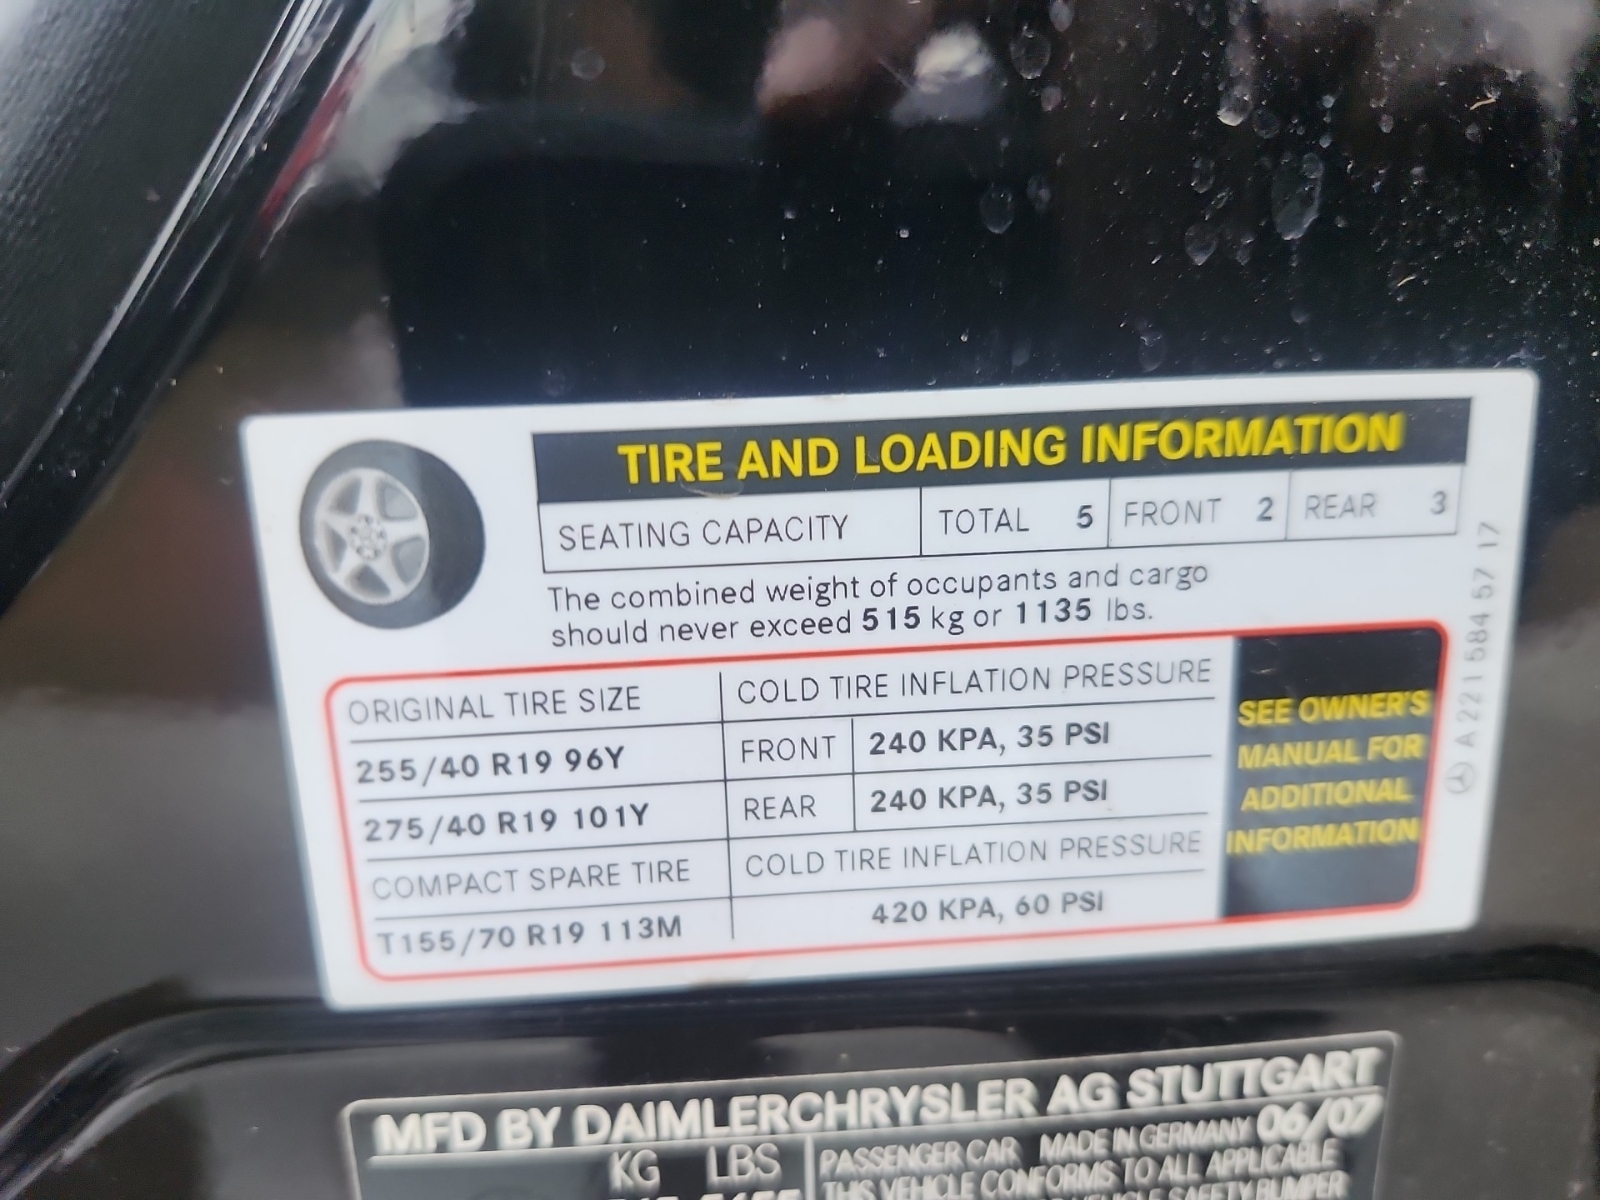 TIRE AND LOADING INFORMATION
SEATING CAPACITY TOTAL 5 FRONT 2 REAR 3
The combined weight of occupants and cargo
should never exceed 515 kg or 1135 lbs.
ORIGINAL TIRE SIZE COLD TIRE INFLATION PRESSURE
255/40 R19 96Y FRONT 240 KPA, 35 PSI
275/40 R19 101Y REAR 240 KPA, 35 PSI
COMPACT SPARE TIRE COLD TIRE INFLATION PRESSURE
T155/70 R19 113M 420 KPA, 60 PSI
SEE OWNER'S
MANUAL FOR
ADDITIONAL
INFORMATION
A 221 584 57 17
MFD BY DAIMLERCHRYSLER AG STUTTGART
KG LBS
PASSENGER CAR MADE IN GERMANY 06/07
THIS VEHICLE CONFORMS TO ALL APPLICABLE
VEHICLE SAFETY BUMPER